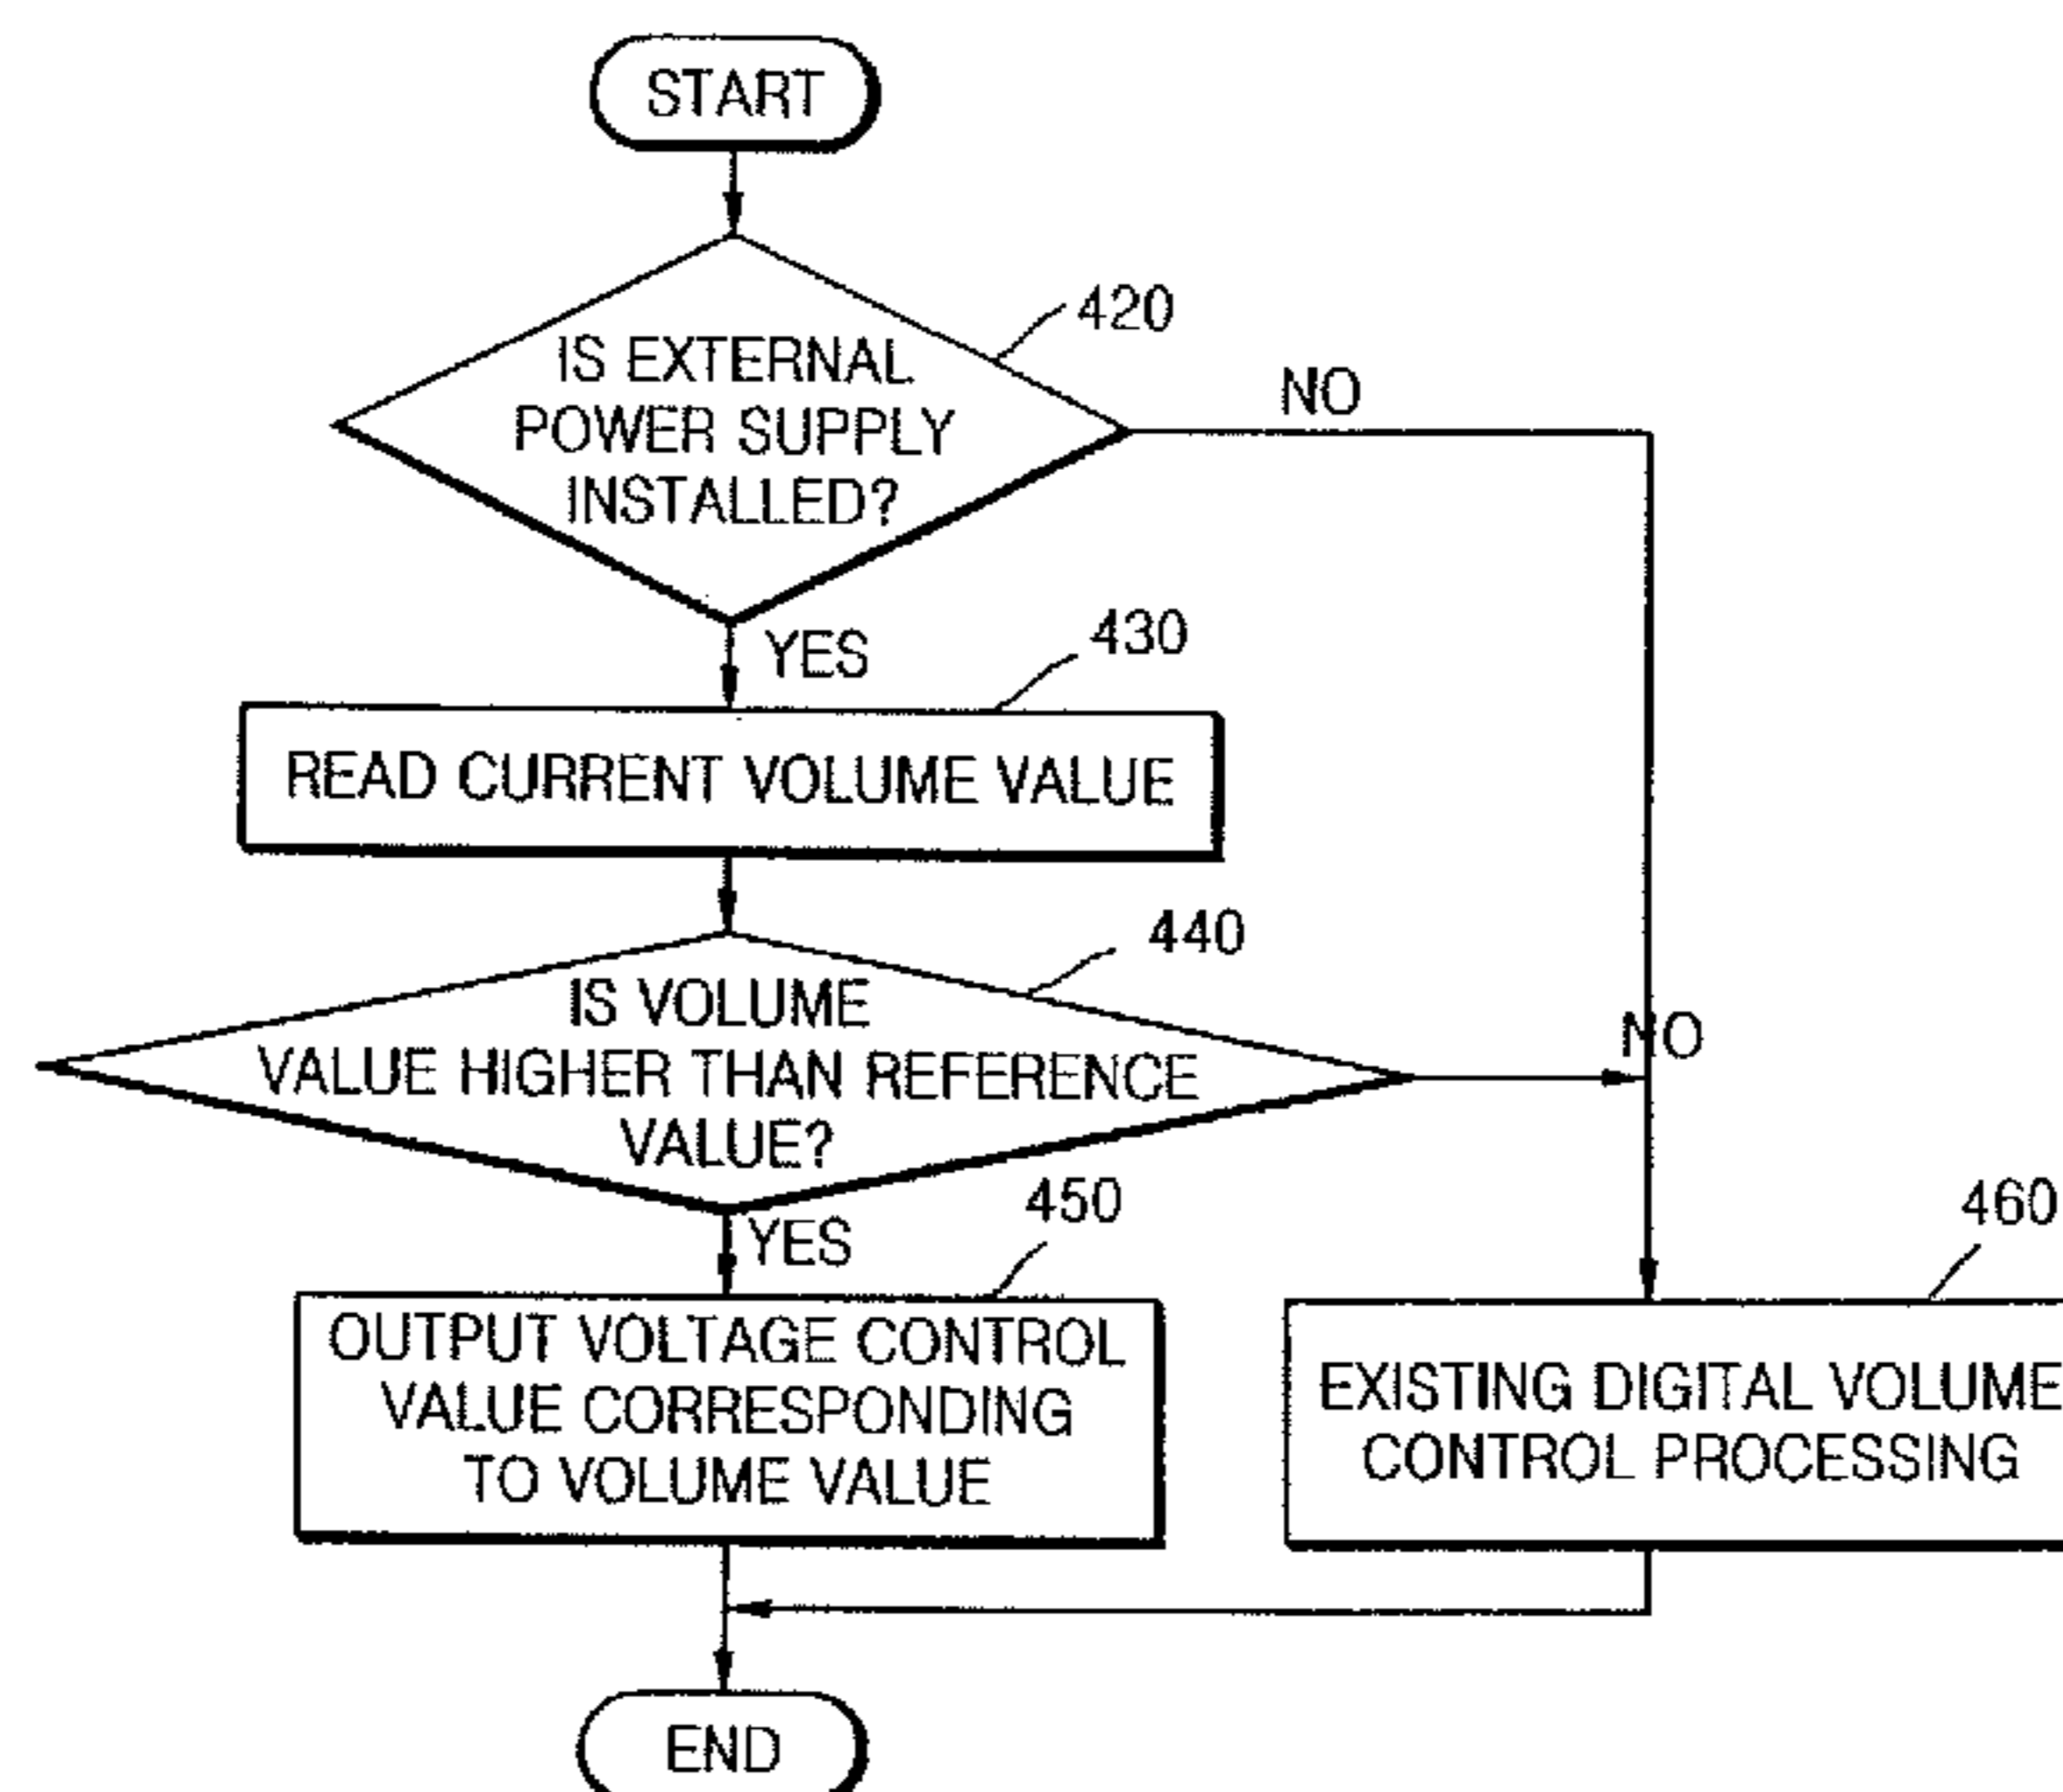 START
420
IS EXTERNAL
POWER SUPPLY
INSTALLED?
NO
YES
430
READ CURRENT VOLUME VALUE
440
IS VOLUME
VALUE HIGHER THAN REFERENCE
VALUE?
NO
YES
450
OUTPUT VOLTAGE CONTROL
VALUE CORRESPONDING
TO VOLUME VALUE
460
EXISTING DIGITAL VOLUME
CONTROL PROCESSING
END